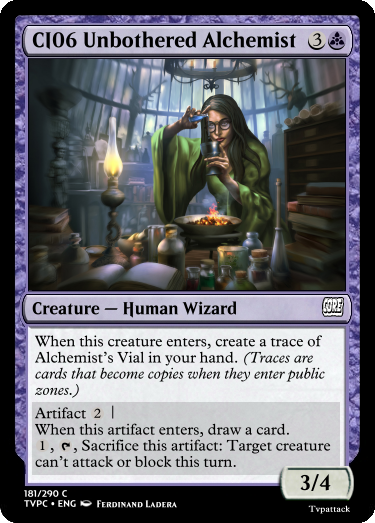 CI06 Unbothered Alchemist 3
Creature — Human Wizard
CORE
When this creature enters, create a trace of
Alchemist's Vial in your hand. (Traces are
cards that become copies when they enter public
zones.)
Artifact 2 |
When this artifact enters, draw a card.
1 , , Sacrifice this artifact: Target creature
can't attack or block this turn.
3/4
181/290 C
TVPC • ENG Ferdinand Ladera
Tvpattack